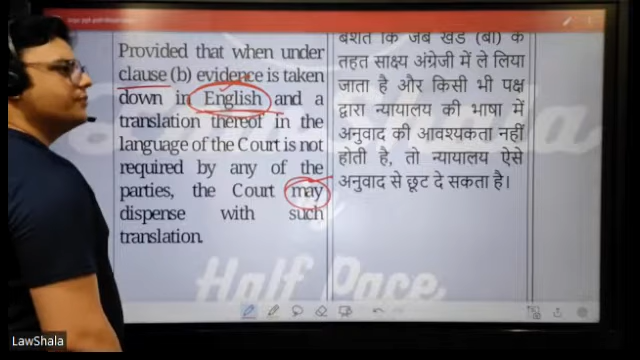 Provided that when under
clause (b) evidence is taken
down in English and a
translation thereof in the
language of the Court is not
required by any of the
parties, the Court may
dispense with such
translation.
बशर्ते कि जब खंड (बी) के
तहत साक्ष्य अंग्रेजी में ले लिया
जाता है और किसी भी पक्ष
द्वारा न्यायालय की भाषा में
अनुवाद की आवश्यकता नहीं
होती है, तो न्यायालय ऐसे
अनुवाद से छूट दे सकता है।
Half Pace
LawShala